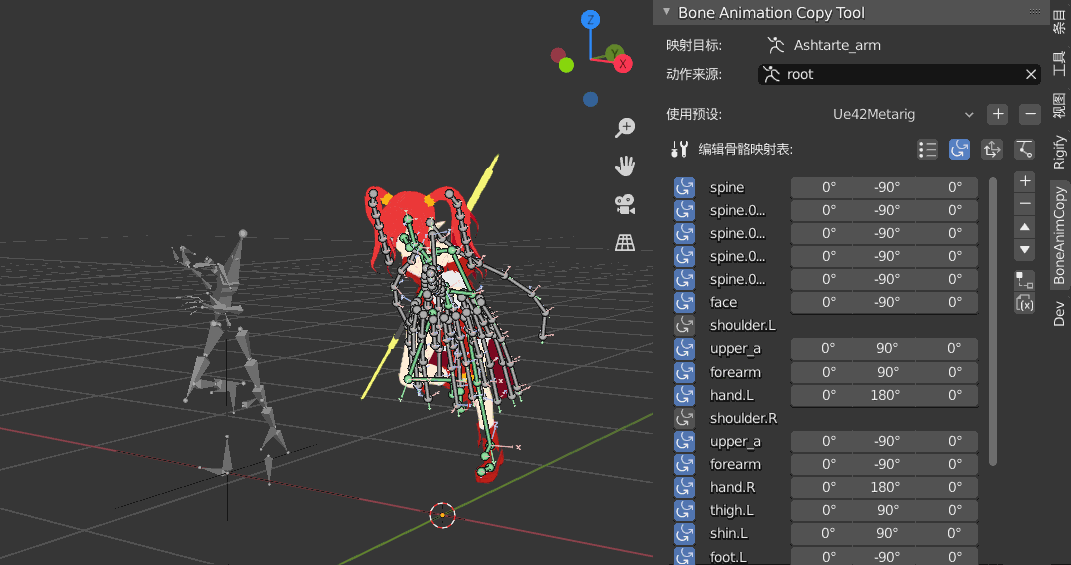 Bone Animation Copy Tool
映射目标:
Ashtarte_arm
动作来源:
root
使用预设:
Ue42Metarig
编辑骨骼映射表:
spine 0° -90° 0°
spine.0... 0° -90° 0°
spine.0... 0° -90° 0°
spine.0... 0° -90° 0°
spine.0... 0° -90° 0°
face 0° -90° 0°
shoulder.L
upper_a 0° 90° 0°
forearm 0° 90° 0°
hand.L 0° 180° 0°
shoulder.R
upper_a 0° -90° 0°
forearm 0° -90° 0°
hand.R 0° 180° 0°
thigh.L 0° 90° 0°
shin.L 0° 90° 0°
foot.L 0° -90° 0°
条目
工具
视图
Rigify
BoneAnimCopy
Dev
Z
Y
X
(x)